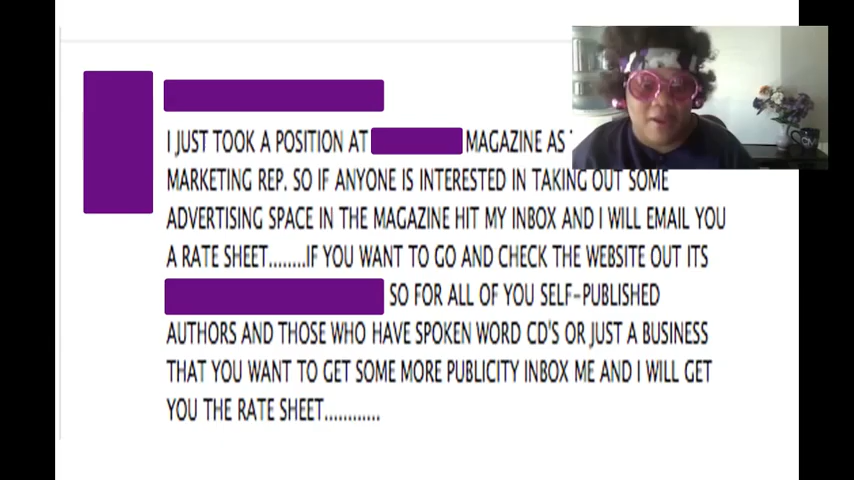 I JUST TOOK A POSITION AT MAGAZINE AS
MARKETING REP. SO IF ANYONE IS INTERESTED IN TAKING OUT SOME
ADVERTISING SPACE IN THE MAGAZINE HIT MY INBOX AND I WILL EMAIL YOU
A RATE SHEET........IF YOU WANT TO GO AND CHECK THE WEBSITE OUT ITS
SO FOR ALL OF YOU SELF-PUBLISHED
AUTHORS AND THOSE WHO HAVE SPOKEN WORD CD'S OR JUST A BUSINESS
THAT YOU WANT TO GET SOME MORE PUBLICITY INBOX ME AND I WILL GET
YOU THE RATE SHEET............